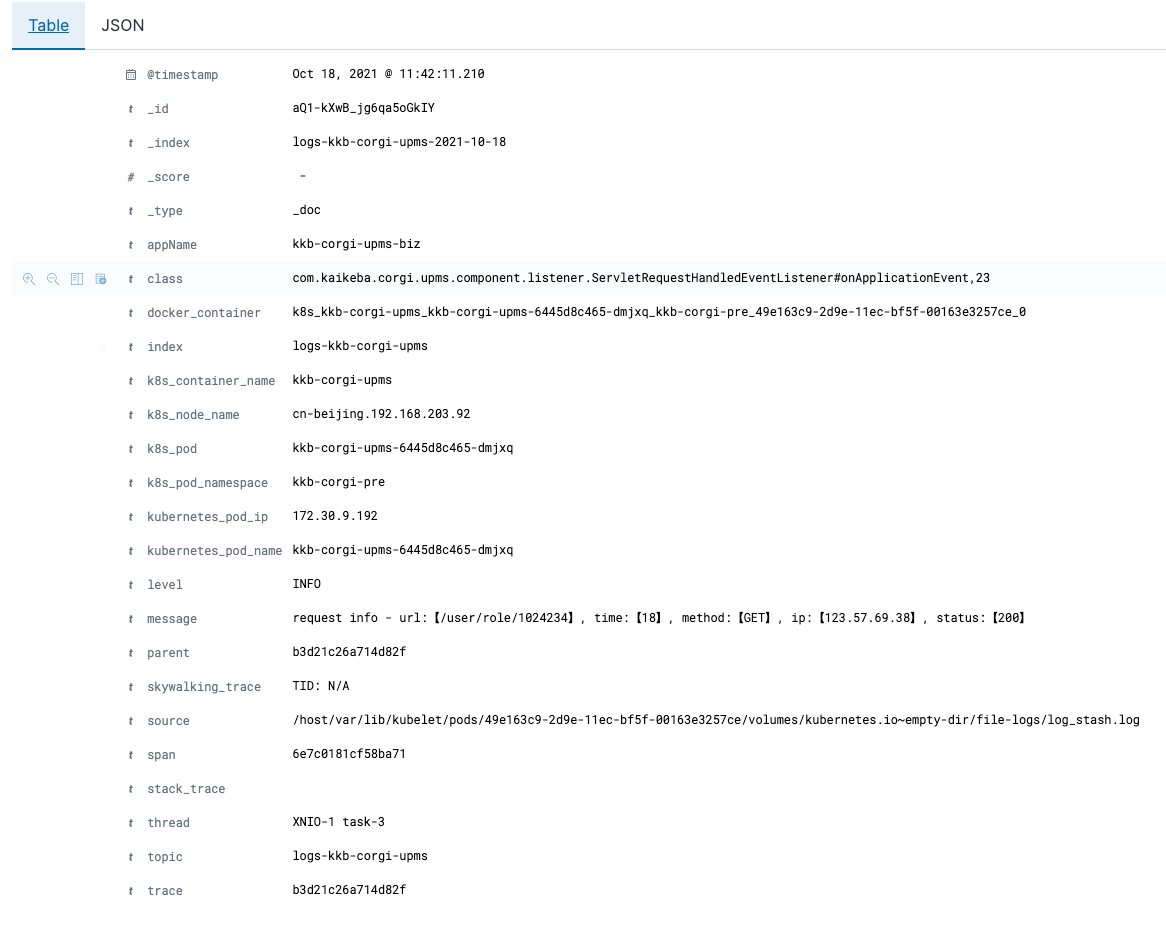 Table JSON
@timestamp Oct 18, 2021 @ 11:42:11.210
t _id aQ1-kXwB_jg6qa5oGkIY
t _index logs-kkb-corgi-upms-2021-10-18
# _score -
t _type _doc
t appName kkb-corgi-upms-biz
t class com.kaikeba.corgi.upms.component.listener.ServletRequestHandledEventListener#onApplicationEvent,23
t docker_container k8s_kkb-corgi-upms_kkb-corgi-upms-6445d8c465-dmjxq_kkb-corgi-pre_49e163c9-2d9e-11ec-bf5f-00163e3257ce_0
t index logs-kkb-corgi-upms
t k8s_container_name kkb-corgi-upms
t k8s_node_name cn-beijing.192.168.203.92
t k8s_pod kkb-corgi-upms-6445d8c465-dmjxq
t k8s_pod_namespace kkb-corgi-pre
t kubernetes_pod_ip 172.30.9.192
t kubernetes_pod_name kkb-corgi-upms-6445d8c465-dmjxq
t level INFO
t message request info - url:【/user/role/1024234】, time:【18】, method:【GET】, ip:【123.57.69.38】, status:【200】
t parent b3d21c26a714d82f
t skywalking_trace TID: N/A
t source /host/var/lib/kubelet/pods/49e163c9-2d9e-11ec-bf5f-00163e3257ce/volumes/kubernetes.io~empty-dir/file-logs/log_stash.log
t span 6e7c0181cf58ba71
t stack_trace
t thread XNIO-1 task-3
t topic logs-kkb-corgi-upms
t trace b3d21c26a714d82f